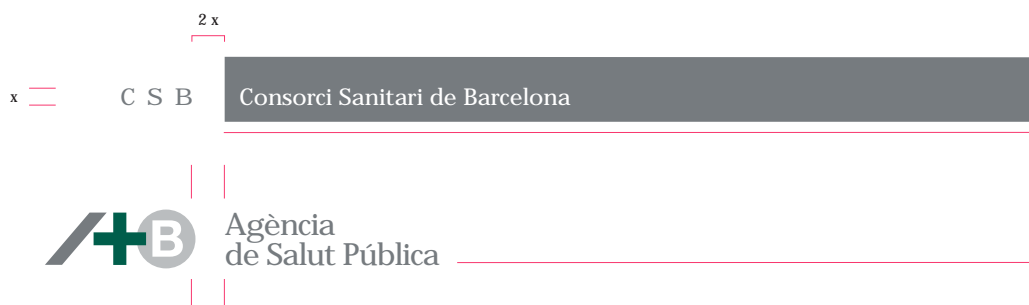 2 x
x
C S B
Consorci Sanitari de Barcelona
B
Agència
de Salut Pública